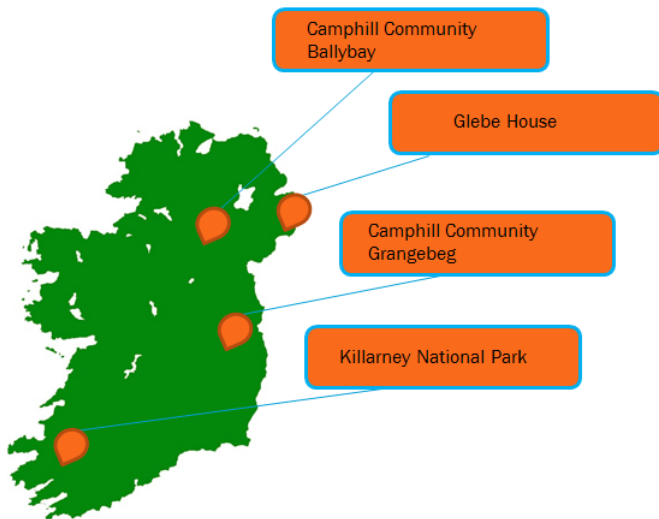 Camphill Community
Ballybay
Glebe House
Camphill Community
Grangebeg
Killarney National Park